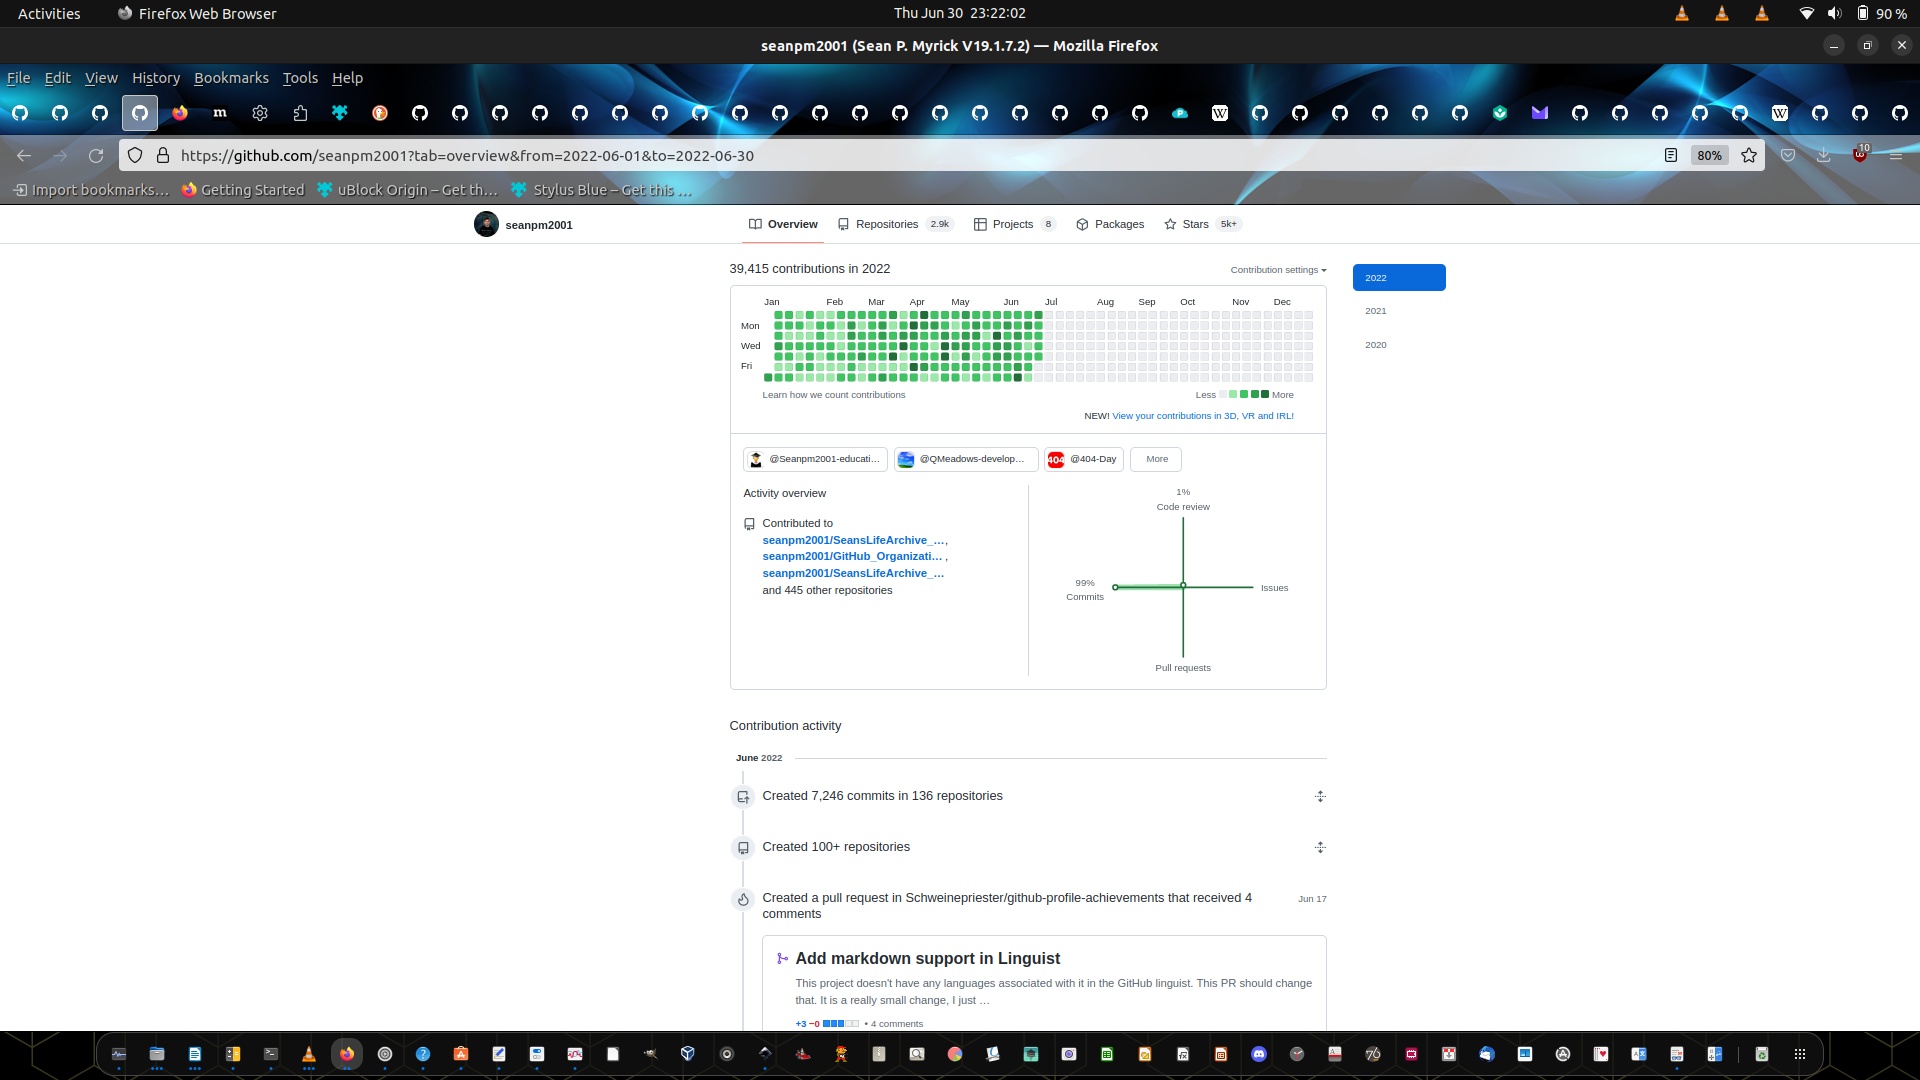 Activities
Firefox Web Browser
Thu Jun 30 23:22:02
90 %
seanpm2001 (Sean P. Myrick V19.1.7.2) — Mozilla Firefox
File Edit View History Bookmarks Tools Help
https://github.com/seanpm2001?tab=overview&from=2022-06-01&to=2022-06-30
80%
10
Import bookmarks…
Getting Started
uBlock Origin – Get th…
Stylus Blue – Get this …
seanpm2001
Overview
Repositories 2.9k
Projects 8
Packages
Stars 5k+
39,415 contributions in 2022
Contribution settings
2022
2021
2020
Jan Feb Mar Apr May Jun Jul Aug Sep Oct Nov Dec
Mon
Wed
Fri
Learn how we count contributions
Less
More
NEW! View your contributions in 3D, VR and IRL!
@Seanpm2001-educati…
@QMeadows-develop…
404 @404-Day
More
Activity overview
Contributed to
seanpm2001/SeansLifeArchive_…,
seanpm2001/GitHub_Organizati… ,
seanpm2001/SeansLifeArchive_…
and 445 other repositories
1%
Code review
99%
Commits
Issues
Pull requests
Contribution activity
June 2022
Created 7,246 commits in 136 repositories
Created 100+ repositories
Created a pull request in Schweinepriester/github-profile-achievements that received 4
comments
Jun 17
Add markdown support in Linguist
This project doesn't have any languages associated with it in the GitHub linguist. This PR should change
that. It is a really small change, I just …
+3 −0 • 4 comments